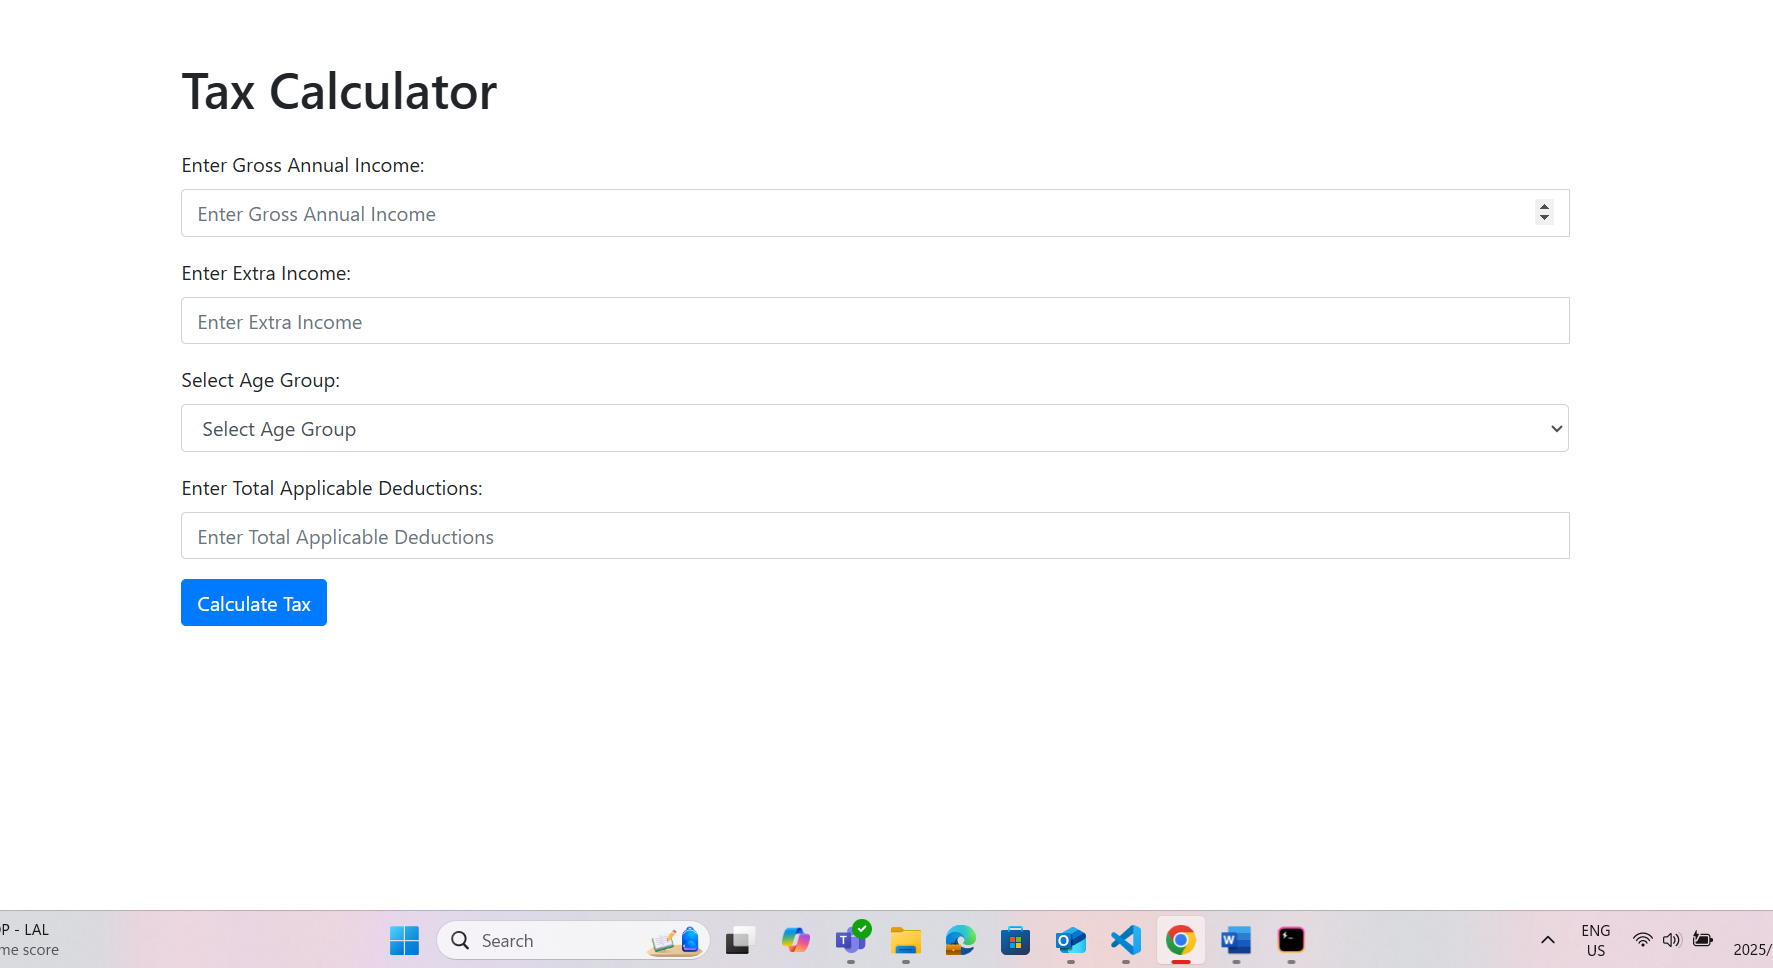 Tax Calculator
Enter Gross Annual Income:
Enter Gross Annual Income
Enter Extra Income:
Enter Extra Income
Select Age Group:
Select Age Group
Enter Total Applicable Deductions:
Enter Total Applicable Deductions
Calculate Tax
P - LAL
me score
Search
ENG
US
2025/